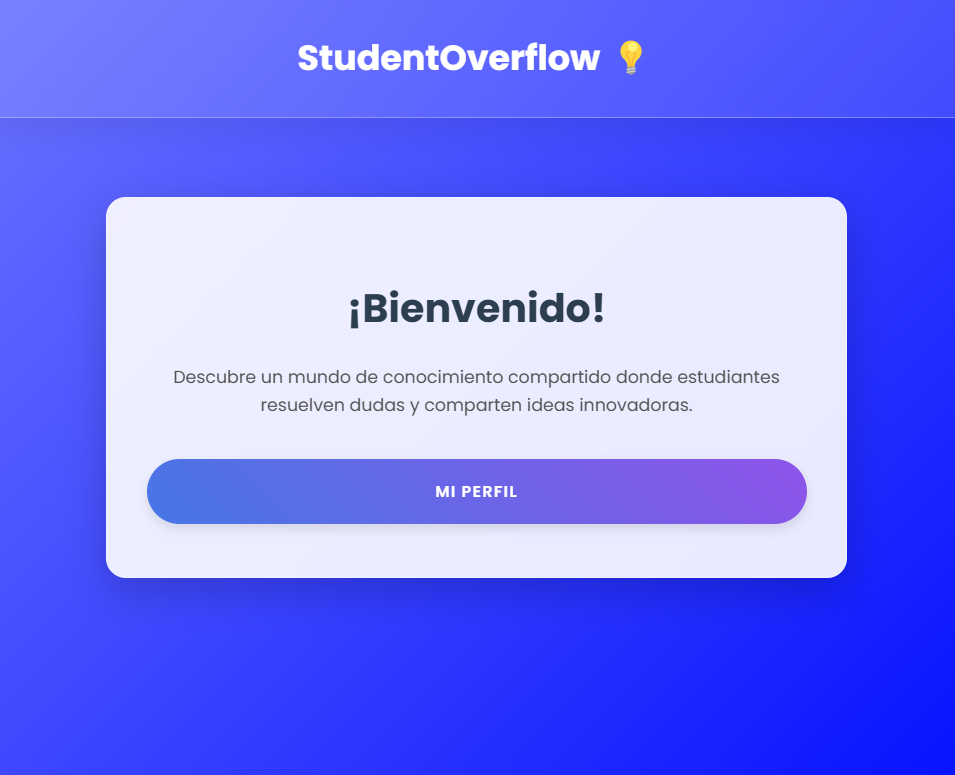 StudentOverflow 💡
¡Bienvenido!
Descubre un mundo de conocimiento compartido donde estudiantes
resuelven dudas y comparten ideas innovadoras.
MI PERFIL